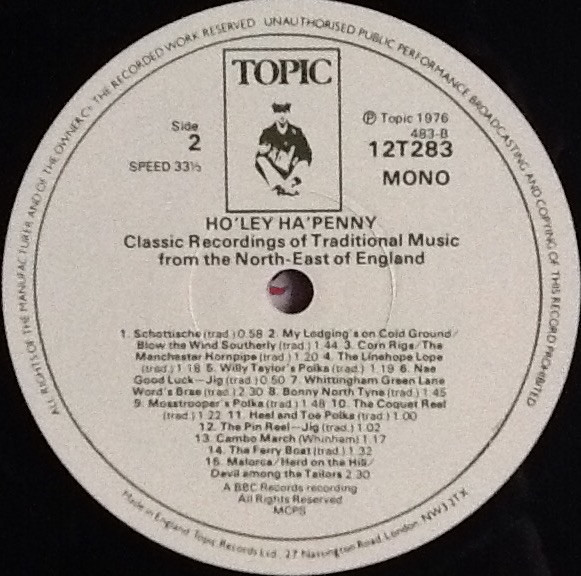 ALL RIGHTS OF THE MANUFACTURER AND OF THE OWNER OF THE RECORDED WORK RESERVED UNAUTHORISED PUBLIC PERFORMANCE BROADCASTING AND COPYING OF THIS RECORD PROHIBITED
TOPIC
Side
2
SPEED 33⅓
℗ Topic 1976
483-B
12T283
MONO
HO'LEY HA'PENNY
Classic Recordings of Traditional Music
from the North-East of England
1. Schottische (trad.) 0.58 2. My Lodging's on Cold Ground/
Blow the Wind Southerly (trad.) 1.44 3. Corn Rigs/The
Manchester Hornpipe (trad.) 1.20 4. The Linehope Lope
(trad.) 1.18 5. Willy Taylor's Polka (trad.) 1.19 6. Nae
Good Luck—Jig (trad.) 0.50 7. Whittingham Green Lane
Word's Brae (trad.) 2.30 8. Bonny North Tyne (trad.) 1.45
9. Mosstrooper's Polka (trad.) 1.48 10. The Coquet Reel
(trad.) 1.22 11. Heel and Toe Polka (trad.) 1.00
12. The Pin Reel—Jig (trad.) 1.02
13. Cambo March (Whinham) 1.17
14. The Ferry Boat (trad.) 1.32
15. Malorca/Herd on the Hill/
Devil among the Tailors 2.30
A BBC Records recording
All Rights Reserved
MCPS
Made in England Topic Records Ltd., 27 Nassington Road, London, NW3 2TX